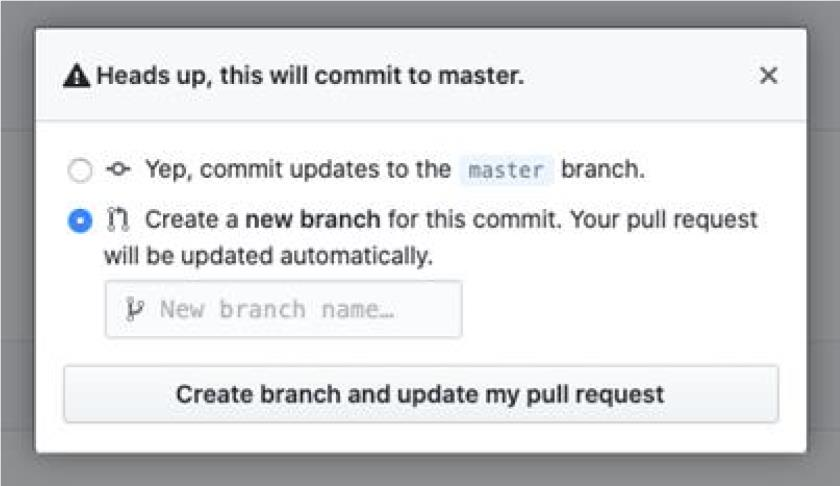 Heads up, this will commit to master.
Yep, commit updates to the master branch.
Create a new branch for this commit. Your pull request
will be updated automatically.
New branch name…
Create branch and update my pull request